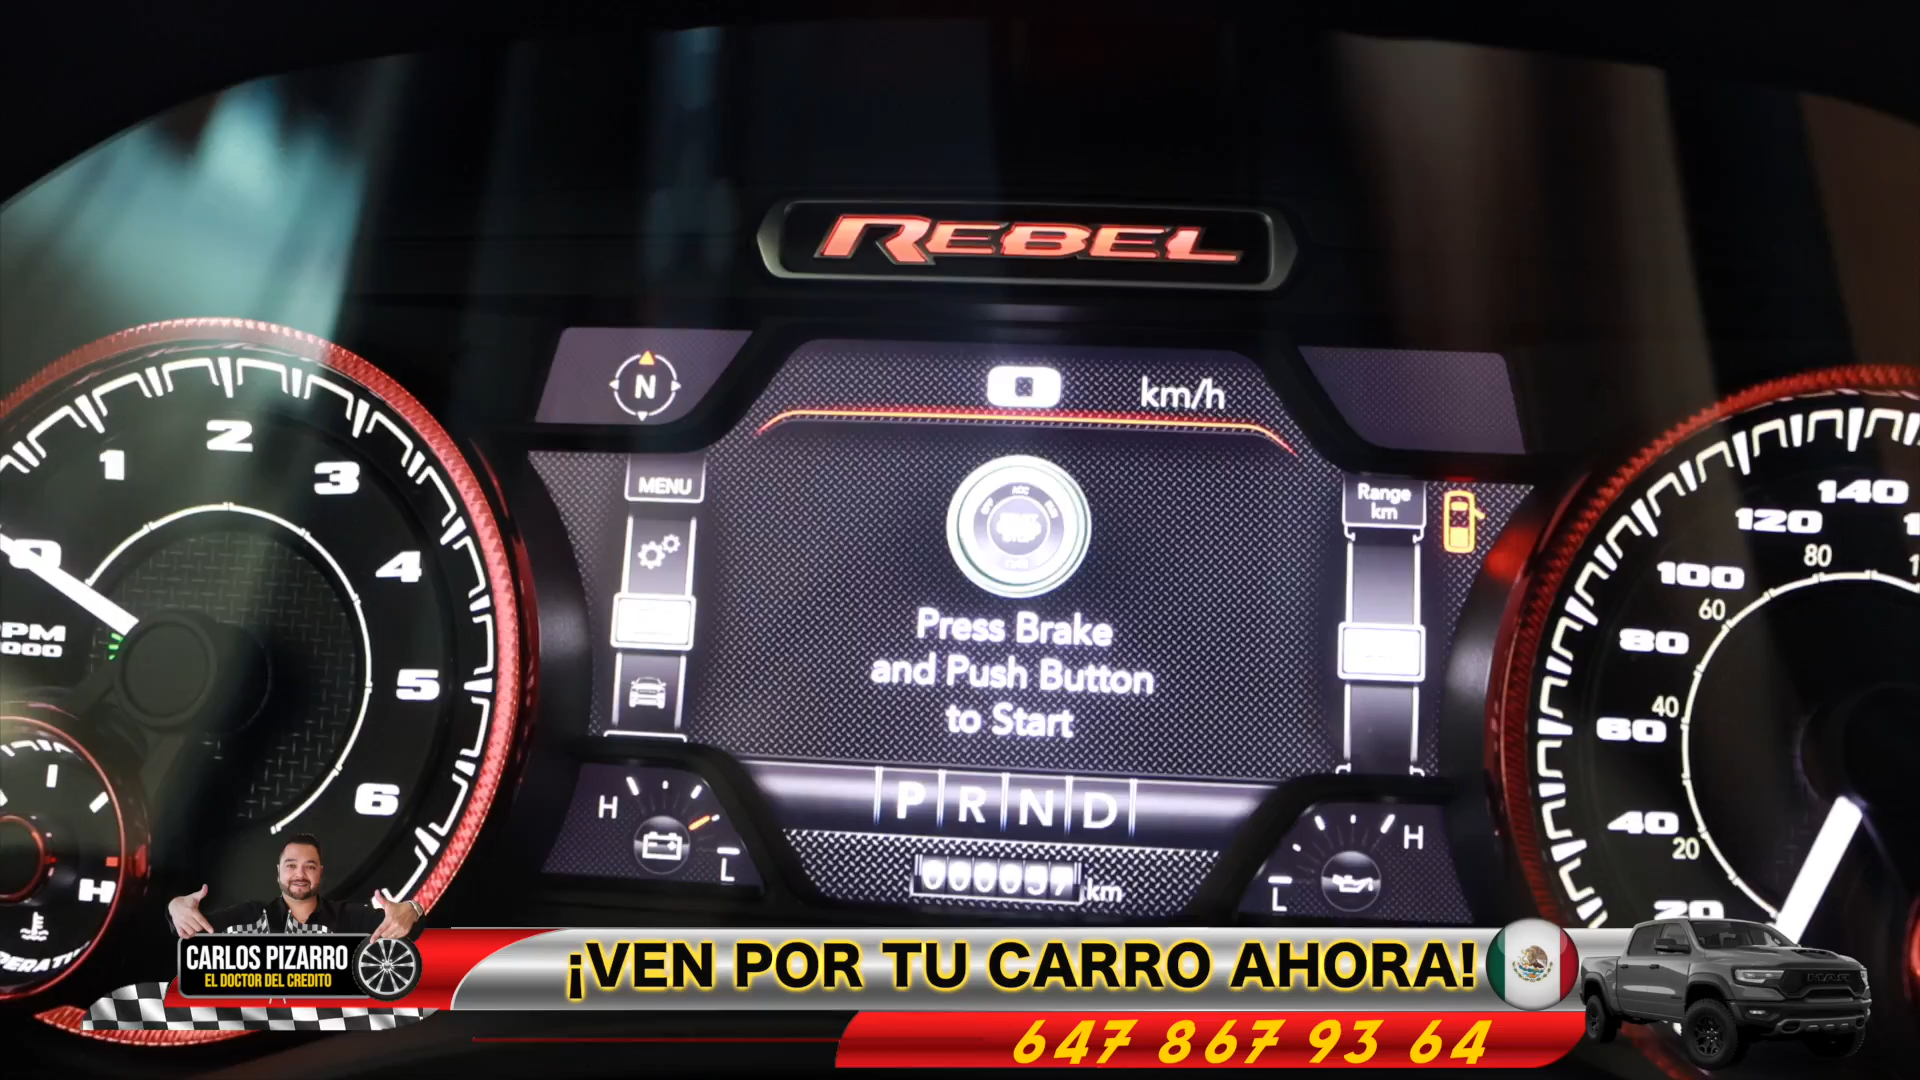 REBEL
N
0 km/h
MENU
Range
km
Press Brake
and Push Button
to Start
P R N D
H
L
H
L
000037 km
0
1
2
3
4
5
6
H
140
120
100
80
60
40
20
80
60
40
20
CARLOS PIZARRO
EL DOCTOR DEL CREDITO
¡VEN POR TU CARRO AHORA!
647 867 93 64